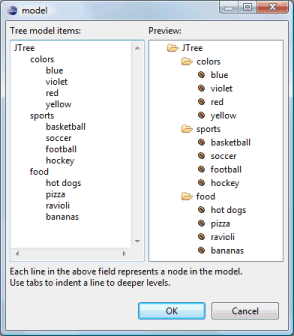 model
Tree model items:
JTree
colors
blue
violet
red
yellow
sports
basketball
soccer
football
hockey
food
hot dogs
pizza
ravioli
bananas
Preview:
JTree
colors
blue
violet
red
yellow
sports
basketball
soccer
football
hockey
food
hot dogs
pizza
ravioli
bananas
Each line in the above field represents a node in the model.
Use tabs to indent a line to deeper levels.
OK
Cancel